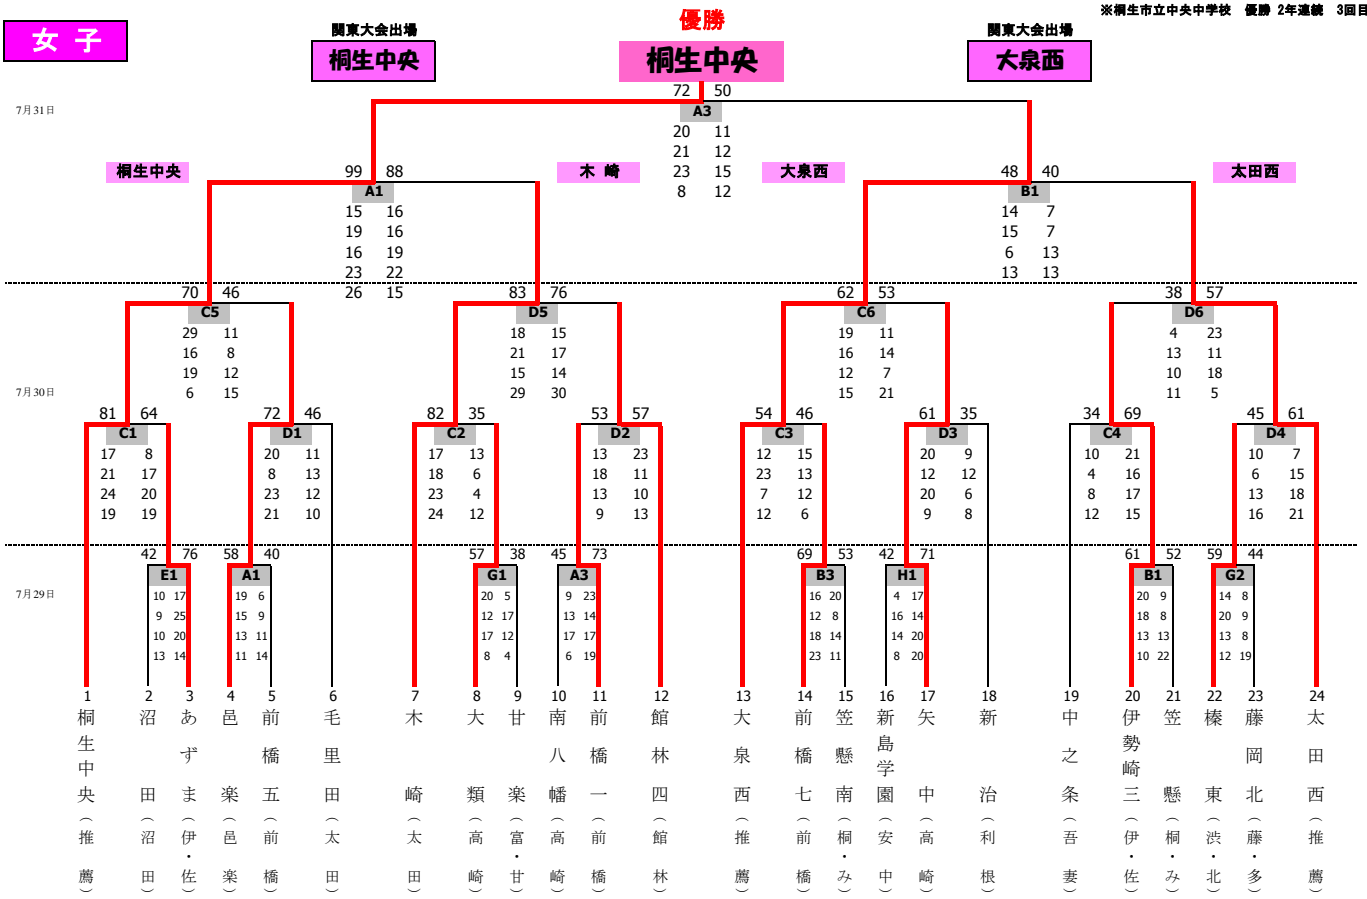 ※桐生市立中央中学校 優勝 2年連続 3回目
女 子
関東大会出場
桐生中央
優勝
桐生中央
関東大会出場
大泉西
7月31日
72 50
A3
20 11
21 12
23 15
8 12
桐生中央
木 崎
大泉西
太田西
99 88
A1
15 16
19 16
16 19
23 22
26 15
48 40
B1
14 7
15 7
6 13
13 13
7月30日
70 46
C5
29 11
16 8
19 12
6 15
83 76
D5
18 15
21 17
15 14
29 30
62 53
C6
19 11
16 14
12 7
15 21
38 57
D6
4 23
13 11
10 18
11 5
81 64
C1
17 8
21 17
24 20
19 19
72 46
D1
20 11
8 13
23 12
21 10
82 35
C2
17 13
18 6
23 4
24 12
53 57
D2
13 23
18 11
13 10
9 13
54 46
C3
12 15
23 13
7 12
12 6
61 35
D3
20 9
12 12
20 6
9 8
34 69
C4
10 21
4 16
8 17
12 15
45 61
D4
10 7
6 15
13 18
16 21
7月29日
42 76
E1
10 17
9 25
10 20
13 14
58 40
A1
19 6
15 9
13 11
11 14
57 38
G1
20 5
12 17
17 12
8 4
45 73
A3
9 23
13 14
17 17
6 19
69 53
B3
16 20
12 8
18 14
23 11
42 71
H1
4 17
16 14
14 20
8 20
61 52
B1
20 9
18 8
13 13
10 22
59 44
G2
14 8
20 9
13 8
12 19
1 桐生中央（推薦）
2 沼田（沼田）
3 あずま（伊・佐）
4 邑楽（邑楽）
5 前橋五（前橋）
6 毛里田（太田）
7 木崎（太田）
8 大類（高崎）
9 甘楽（富・甘）
10 南八幡（高崎）
11 前橋一（前橋）
12 館林四（館林）
13 大泉西（推薦）
14 前橋七（前橋）
15 笠懸南（桐・み）
16 新島学園（安中）
17 矢中（高崎）
18 新治（利根）
19 中之条（吾妻）
20 伊勢崎三（伊・佐）
21 笠懸（桐・み）
22 榛東（渋・北）
23 藤岡北（藤・多）
24 太田西（推薦）